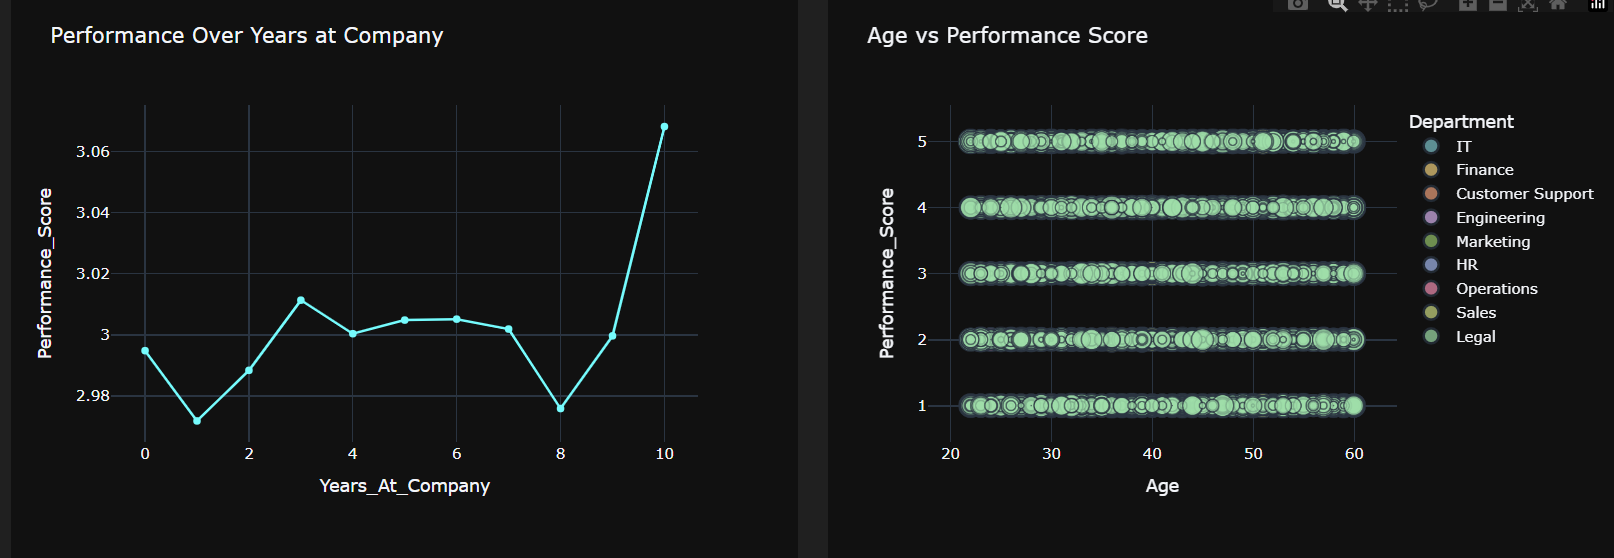 Performance Over Years at Company
Performance_Score
3.06
3.04
3.02
3
2.98
0 2 4 6 8 10
Years_At_Company
Age vs Performance Score
Performance_Score
5
4
3
2
1
20 30 40 50 60
Age
Department
IT
Finance
Customer Support
Engineering
Marketing
HR
Operations
Sales
Legal